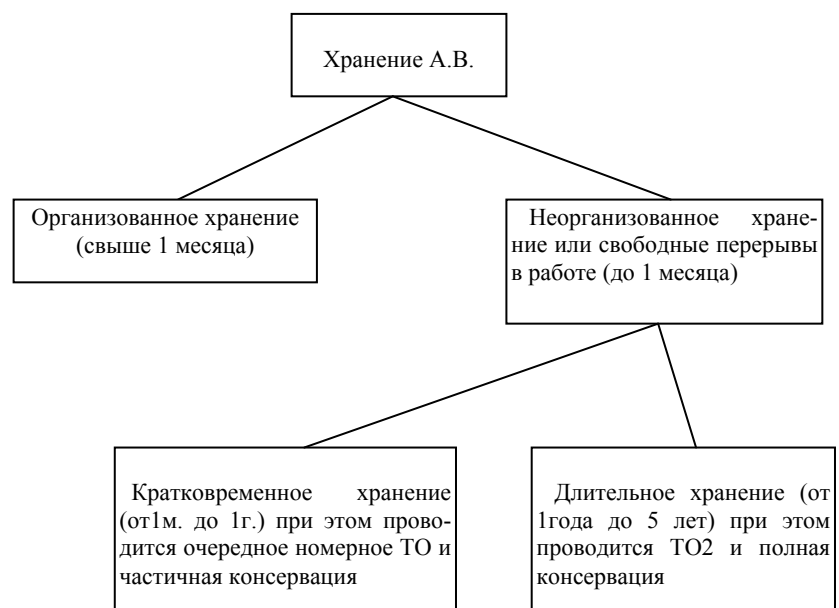 Хранение А.В.
Организованное хранение
(свыше 1 месяца)
Неорганизованное хране-
ние или свободные перерывы
в работе (до 1 месяца)
Кратковременное хранение
(от1м. до 1г.) при этом прово-
дится очередное номерное ТО и
частичная консервация
Длительное хранение (от
1года до 5 лет) при этом
проводится ТО2 и полная
консервация